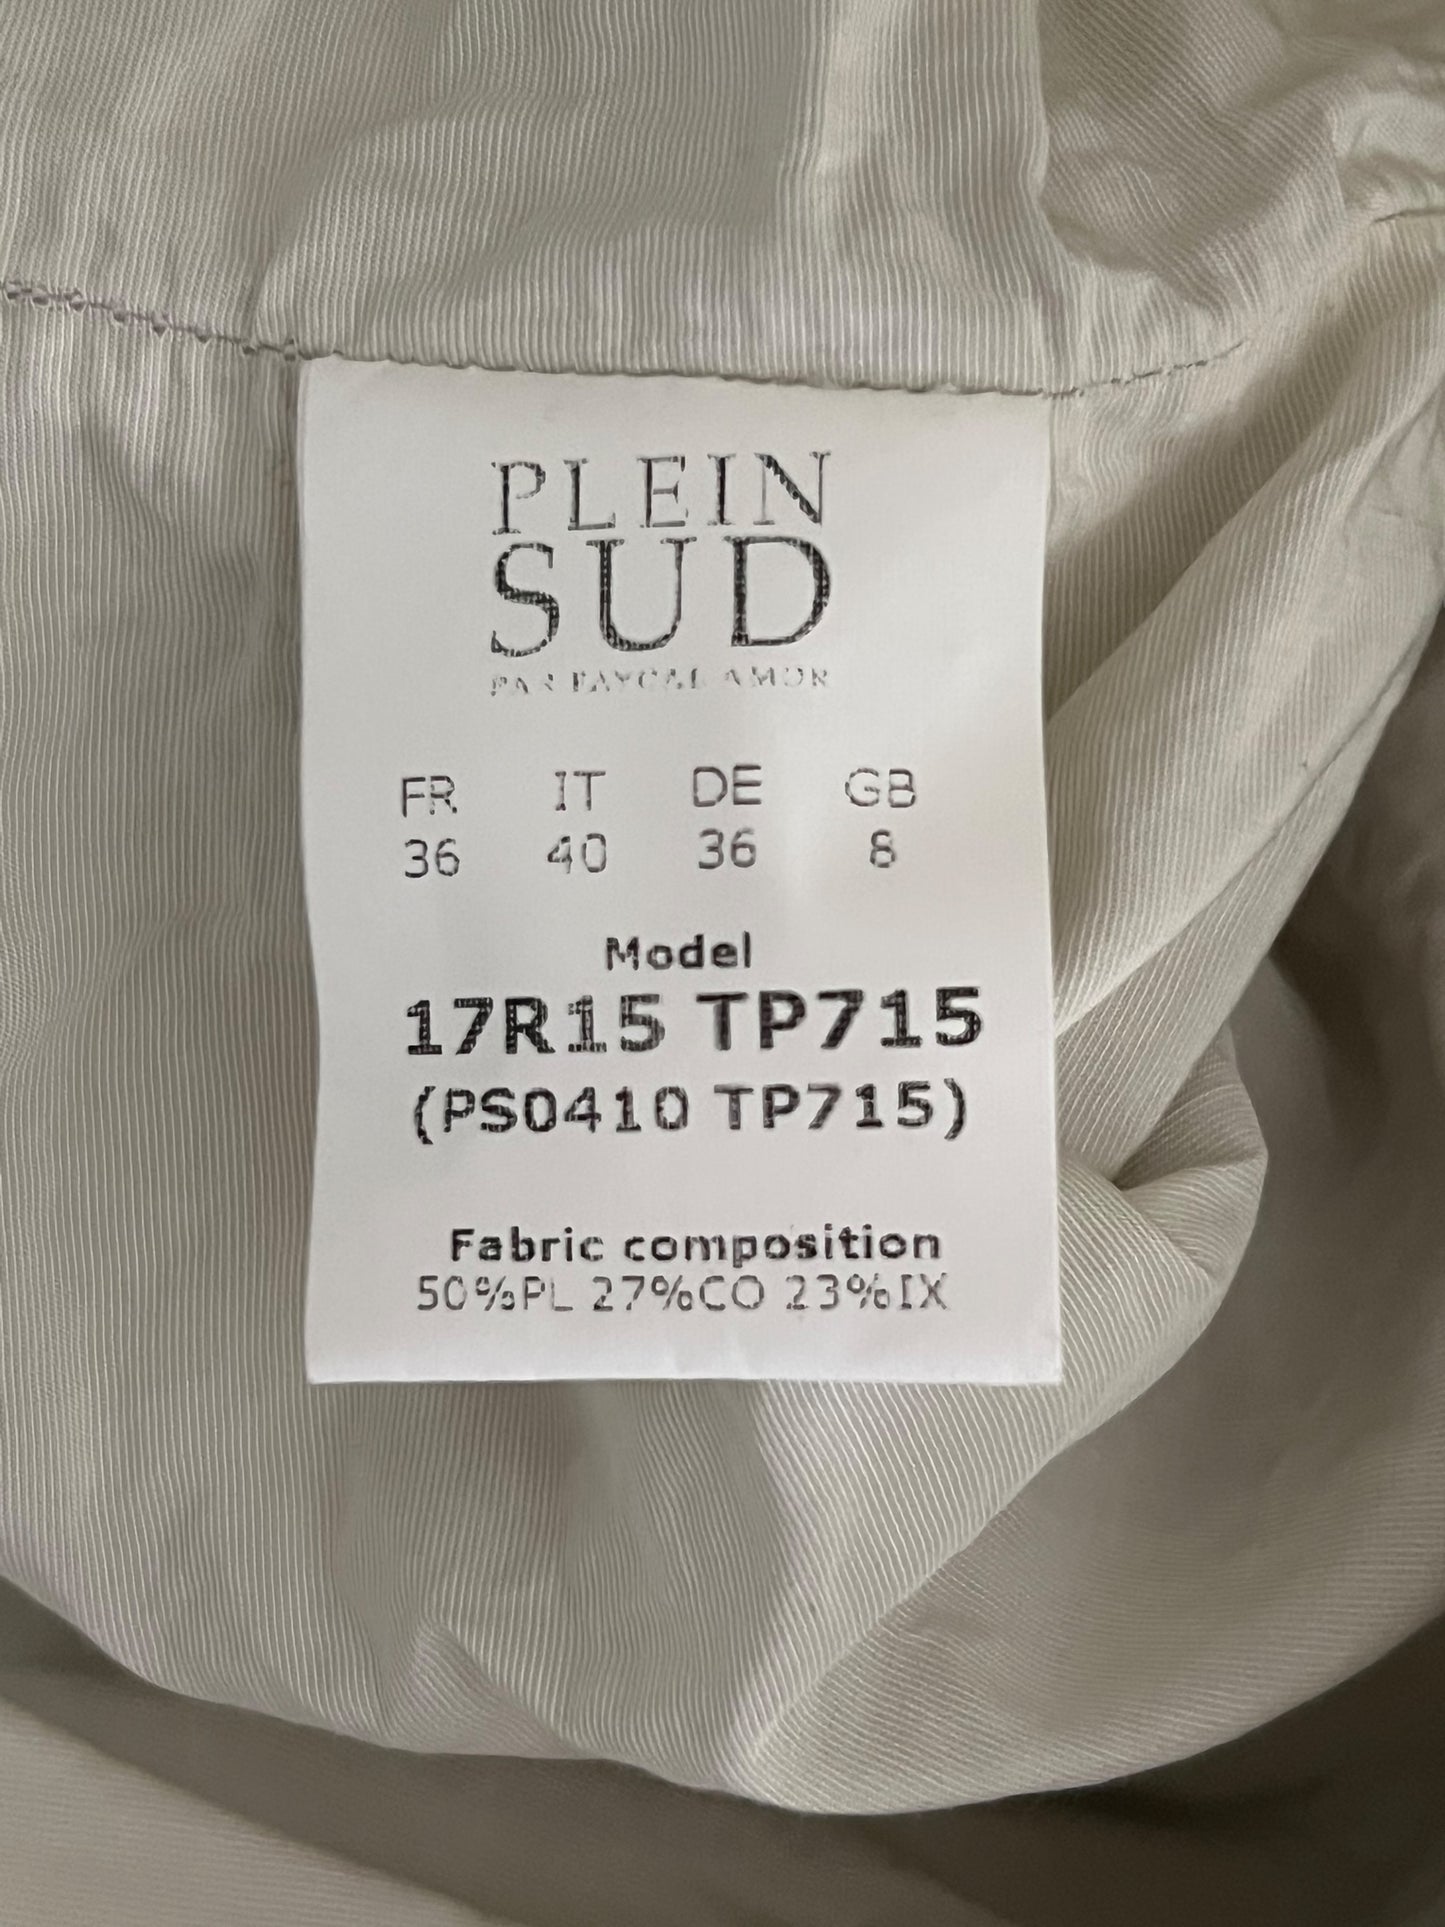 PLEIN
SUD
PAR FAYÇAL AMOR
FR IT DE GB
36 40 36 8
Model
17R15 TP715
(PS0410 TP715)
Fabric composition
50%PL 27%CO 23%IX